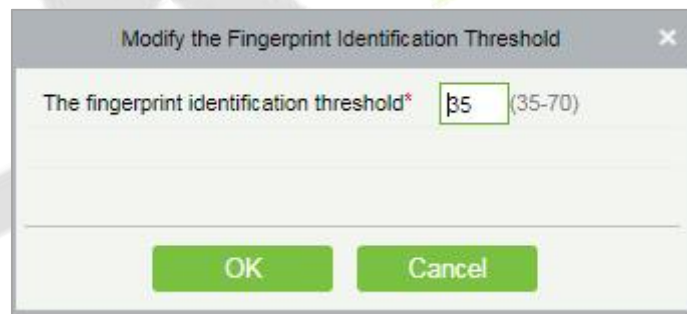 Modify the Fingerprint Identification Threshold ×
The fingerprint identification threshold* 35 (35-70)
OK Cancel